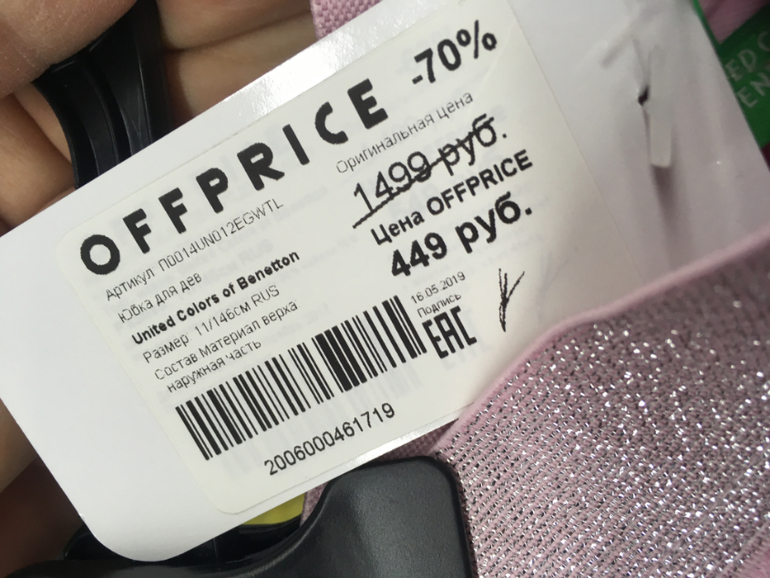 OFFPRICE -70%
Оригинальная цена
1499 руб.
Цена OFFPRICE
449 руб.
Артикул П0014UN012EGWTL
Юбка для дев
United Colors of Benetton
Размер 11/146см RUS
Состав Материал верха
наружная часть
16.05.2019
Подпись
EAC
2006000461719